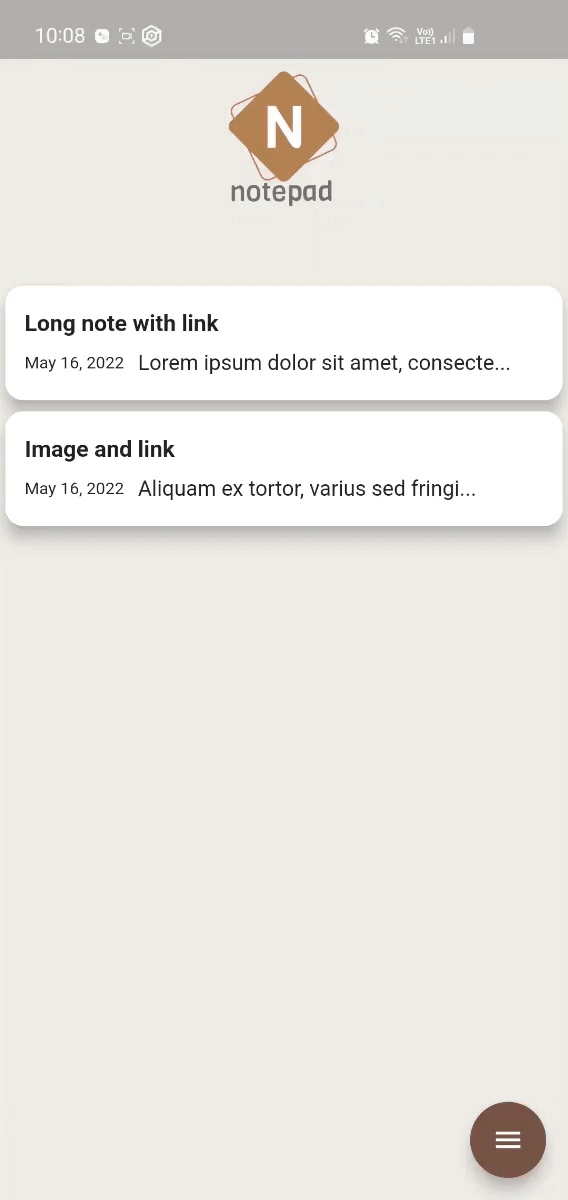 10:08
Vo))
LTE1
N
notepad
Long note with link
May 16, 2022 Lorem ipsum dolor sit amet, consecte...
Image and link
May 16, 2022 Aliquam ex tortor, varius sed fringi...